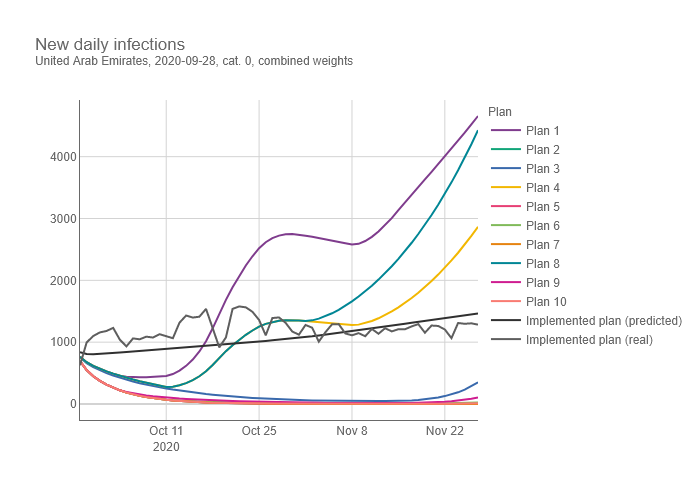 New daily infections
United Arab Emirates, 2020-09-28, cat. 0, combined weights
Plan
Plan 1
Plan 2
Plan 3
Plan 4
Plan 5
Plan 6
Plan 7
Plan 8
Plan 9
Plan 10
Implemented plan (predicted)
Implemented plan (real)
4000
3000
2000
1000
0
Oct 11
2020
Oct 25
Nov 8
Nov 22